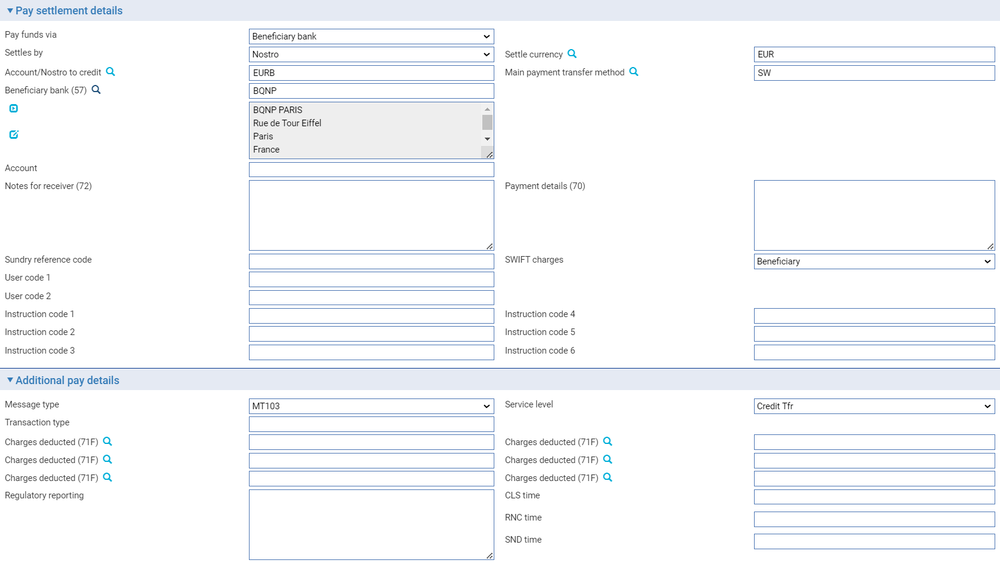 Pay settlement details
Pay funds via Beneficiary bank
Settles by Nostro Settle currency EUR
Account/Nostro to credit EURB Main payment transfer method SW
Beneficiary bank (57) BQNP
BQNP PARIS
Rue de Tour Eiffel
Paris
France
Account
Notes for receiver (72) Payment details (70)
Sundry reference code SWIFT charges Beneficiary
User code 1
User code 2
Instruction code 1 Instruction code 4
Instruction code 2 Instruction code 5
Instruction code 3 Instruction code 6
Additional pay details
Message type MT103 Service level Credit Tfr
Transaction type
Charges deducted (71F) Charges deducted (71F)
Charges deducted (71F) Charges deducted (71F)
Charges deducted (71F) Charges deducted (71F)
Regulatory reporting CLS time
RNC time
SND time